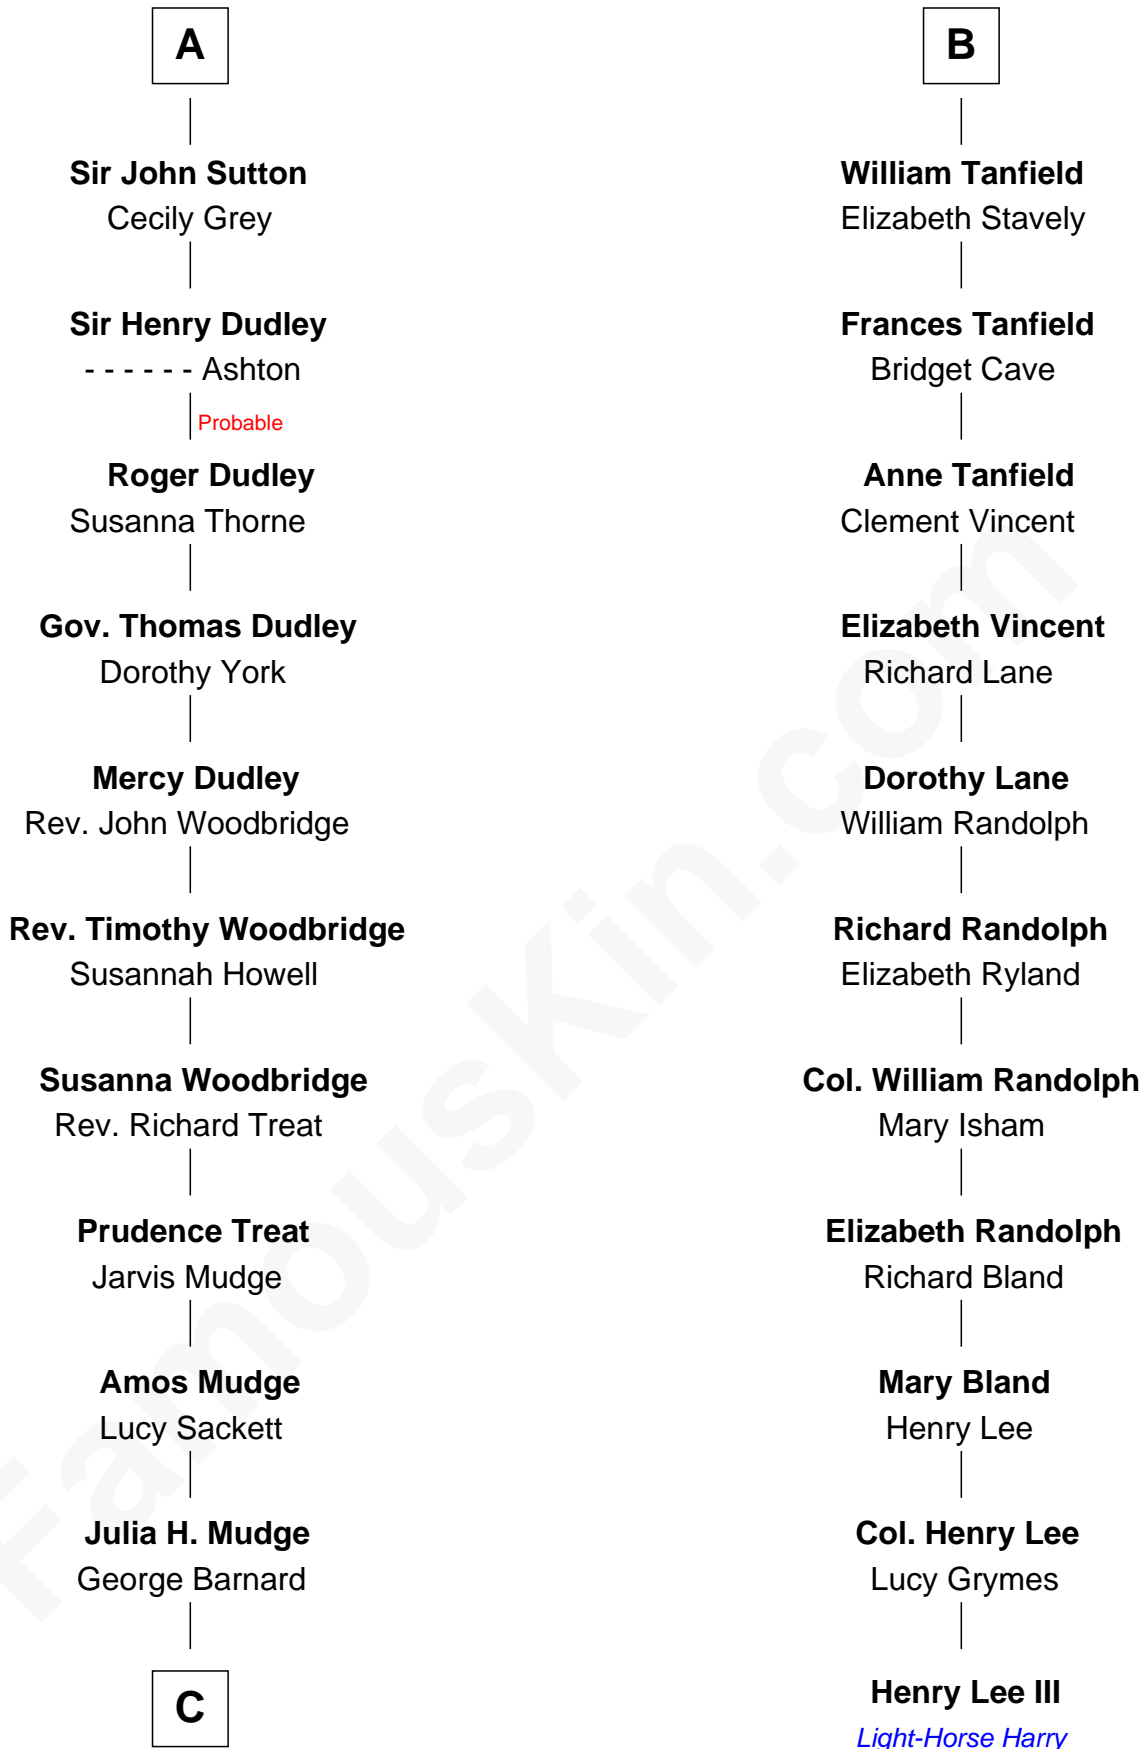 A
Sir John Sutton
Cecily Grey
Sir Henry Dudley
- - - - - - Ashton
Probable
Roger Dudley
Susanna Thorne
Gov. Thomas Dudley
Dorothy York
Mercy Dudley
Rev. John Woodbridge
Rev. Timothy Woodbridge
Susannah Howell
Susanna Woodbridge
Rev. Richard Treat
Prudence Treat
Jarvis Mudge
Amos Mudge
Lucy Sackett
Julia H. Mudge
George Barnard
C
B
William Tanfield
Elizabeth Stavely
Frances Tanfield
Bridget Cave
Anne Tanfield
Clement Vincent
Elizabeth Vincent
Richard Lane
Dorothy Lane
William Randolph
Richard Randolph
Elizabeth Ryland
Col. William Randolph
Mary Isham
Elizabeth Randolph
Richard Bland
Mary Bland
Henry Lee
Col. Henry Lee
Lucy Grymes
Henry Lee III
Light-Horse Harry
FamousKin.com